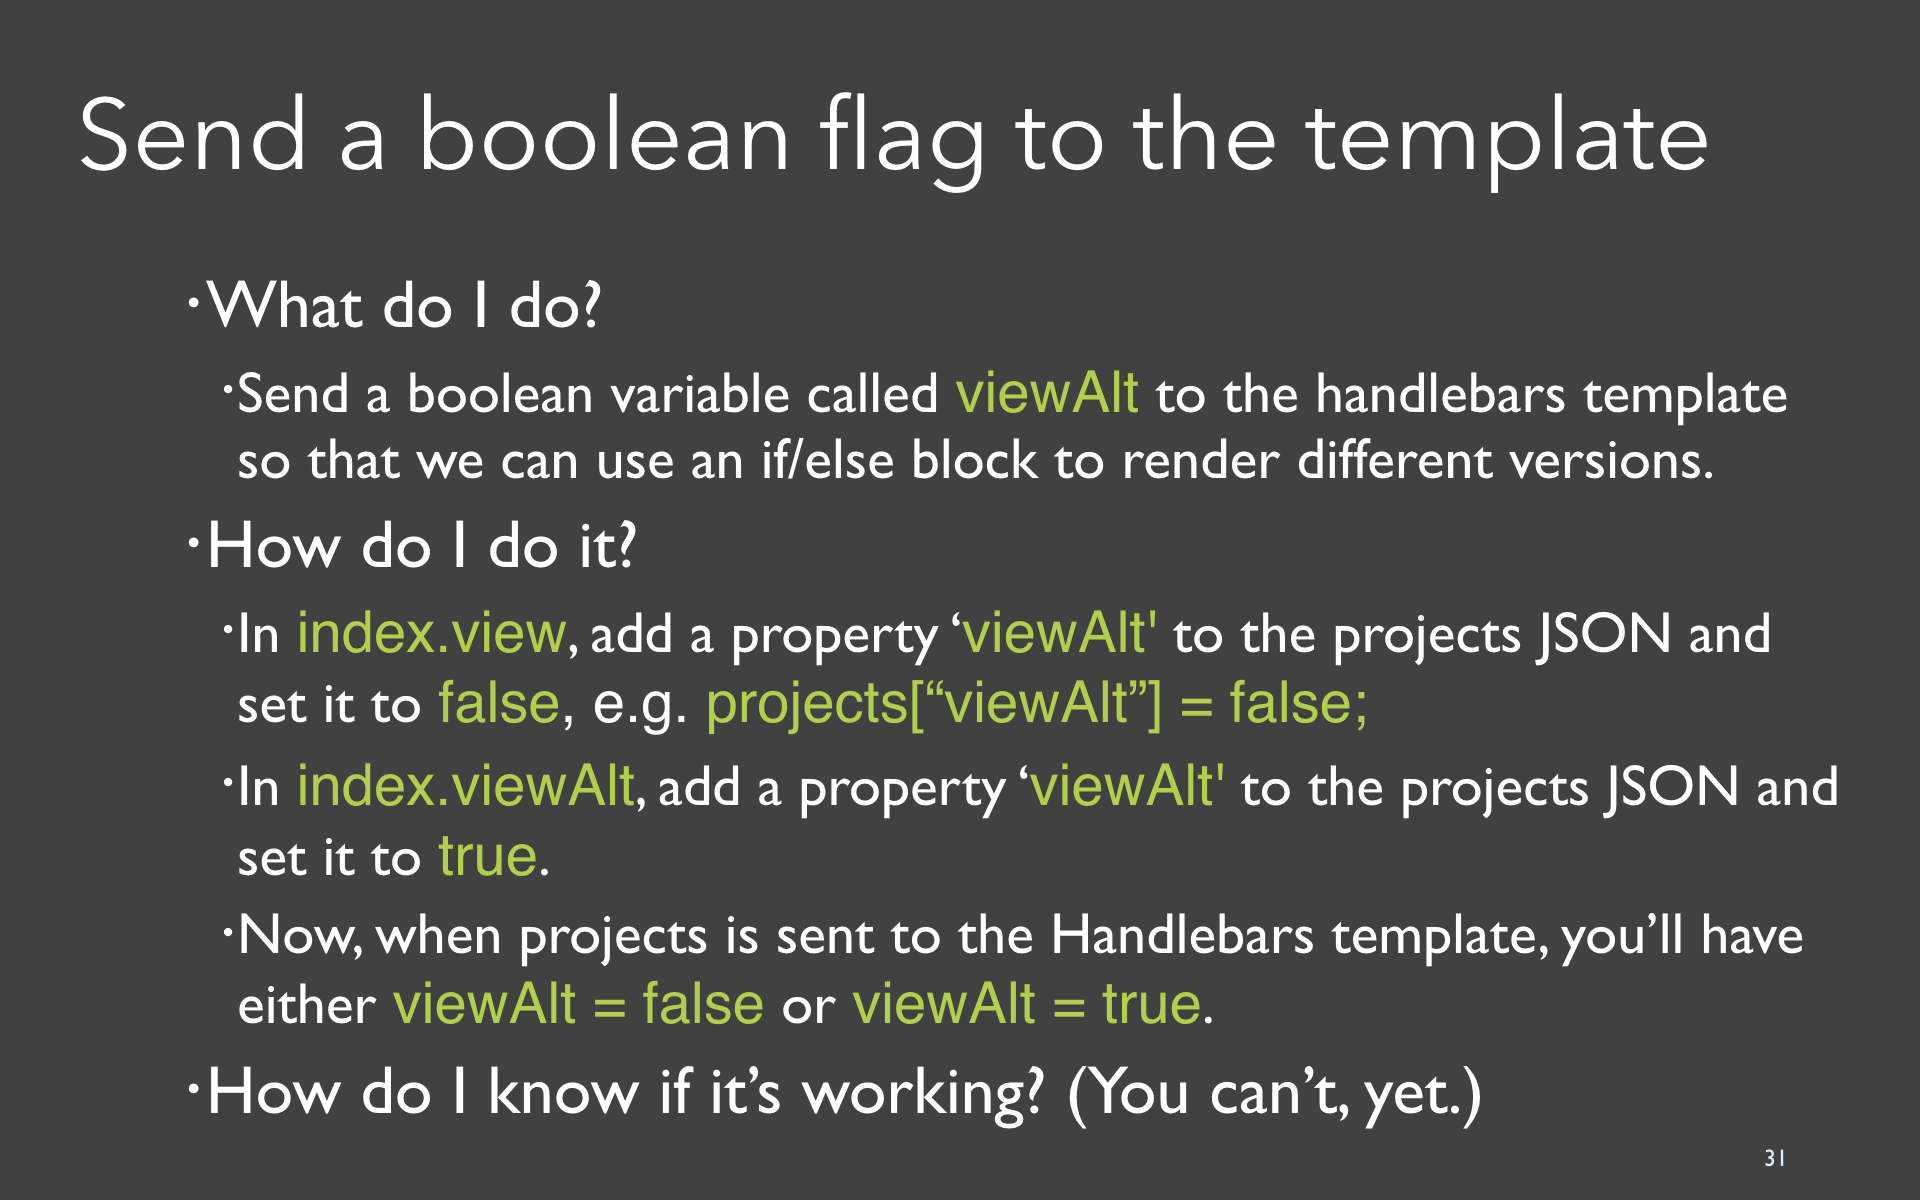 Send a boolean flag to the template
·What do I do?
·Send a boolean variable called viewAlt to the handlebars template
so that we can use an if/else block to render different versions.
·How do I do it?
·In index.view, add a property ‘viewAlt' to the projects JSON and
set it to false, e.g. projects[“viewAlt”] = false;
·In index.viewAlt, add a property ‘viewAlt' to the projects JSON and
set it to true.
·Now, when projects is sent to the Handlebars template, you’ll have
either viewAlt = false or viewAlt = true.
·How do I know if it’s working? (You can’t, yet.)
31